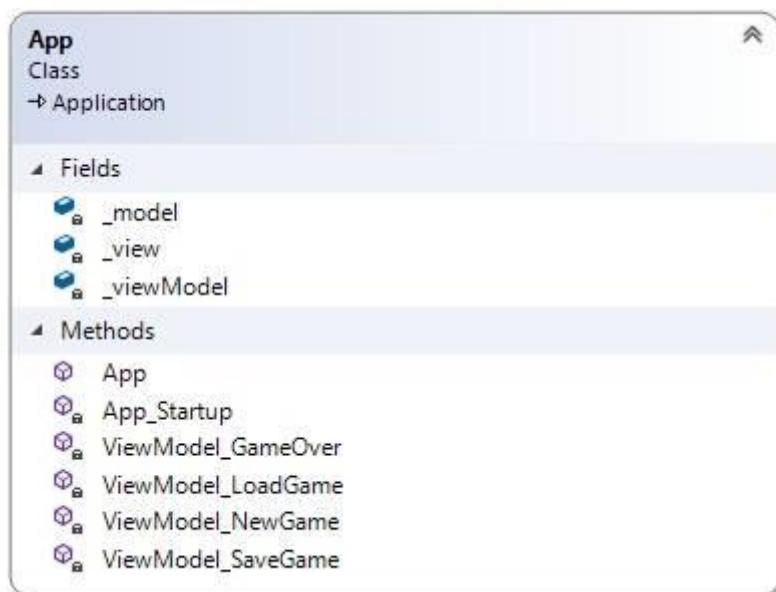 App
Class
Application
Fields
_model
_view
_viewModel
Methods
App
App_Startup
ViewModel_GameOver
ViewModel_LoadGame
ViewModel_NewGame
ViewModel_SaveGame